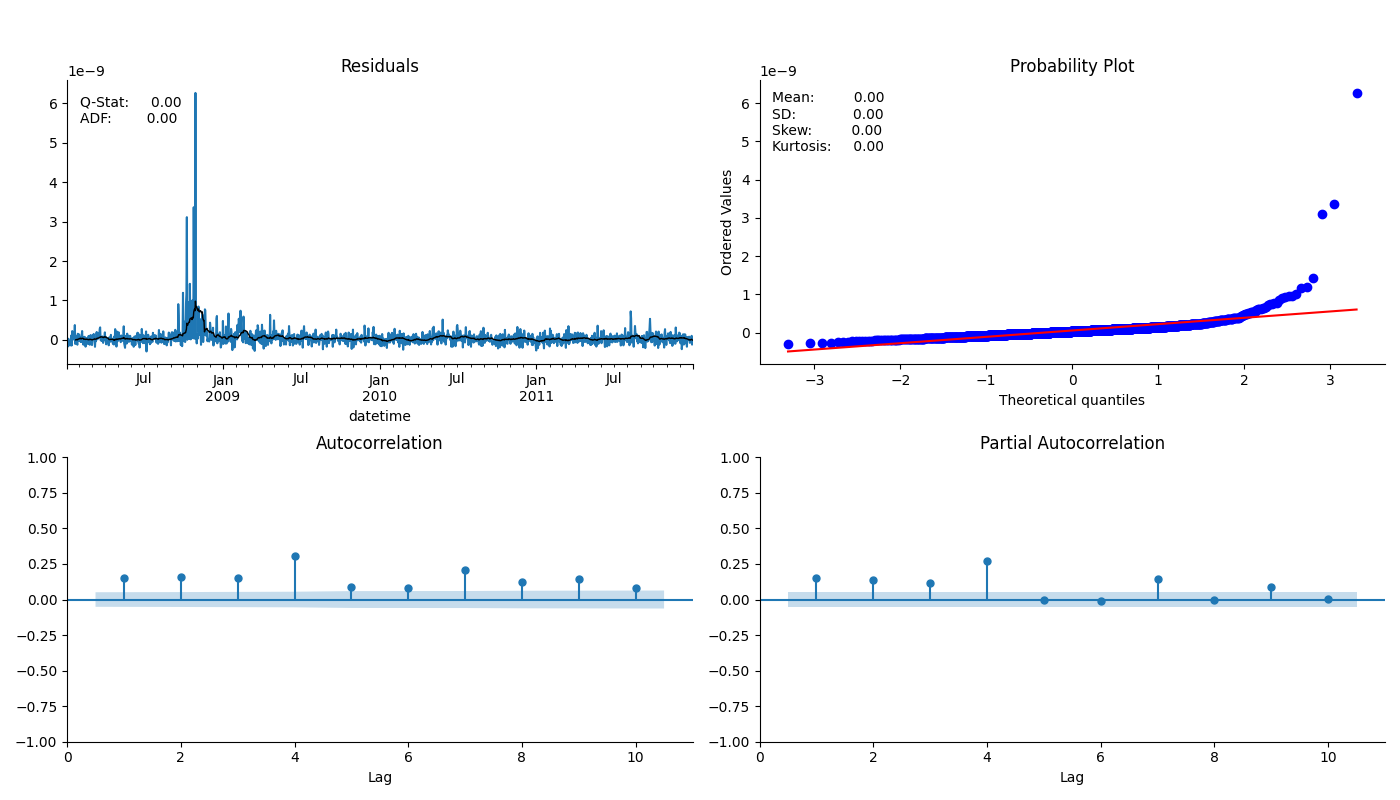 Residuals
1e−9
Q-Stat: 0.00
ADF: 0.00
6
5
4
3
2
1
0
Jul
Jan
2009
Jul
Jan
2010
Jul
Jan
2011
Jul
datetime
Probability Plot
1e−9
Mean: 0.00
SD: 0.00
Skew: 0.00
Kurtosis: 0.00
Ordered Values
6
5
4
3
2
1
0
−3 −2 −1 0 1 2 3
Theoretical quantiles
Autocorrelation
1.00
0.75
0.50
0.25
0.00
−0.25
−0.50
−0.75
−1.00
0 2 4 6 8 10
Lag
Partial Autocorrelation
1.00
0.75
0.50
0.25
0.00
−0.25
−0.50
−0.75
−1.00
0 2 4 6 8 10
Lag